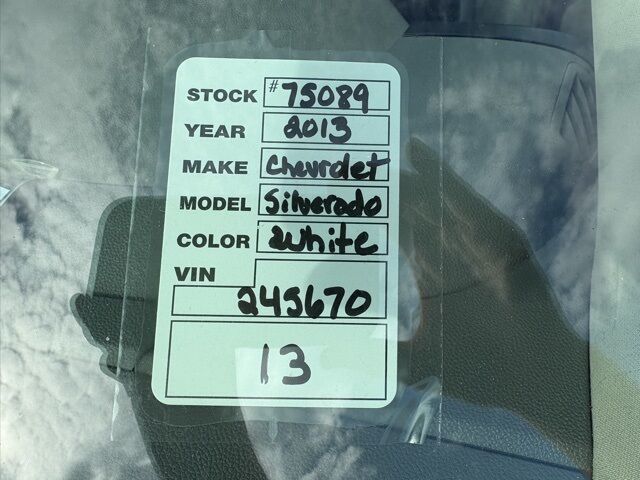 STOCK #75089
YEAR 2013
MAKE Chevrolet
MODEL Silverado
COLOR White
VIN
245670
13